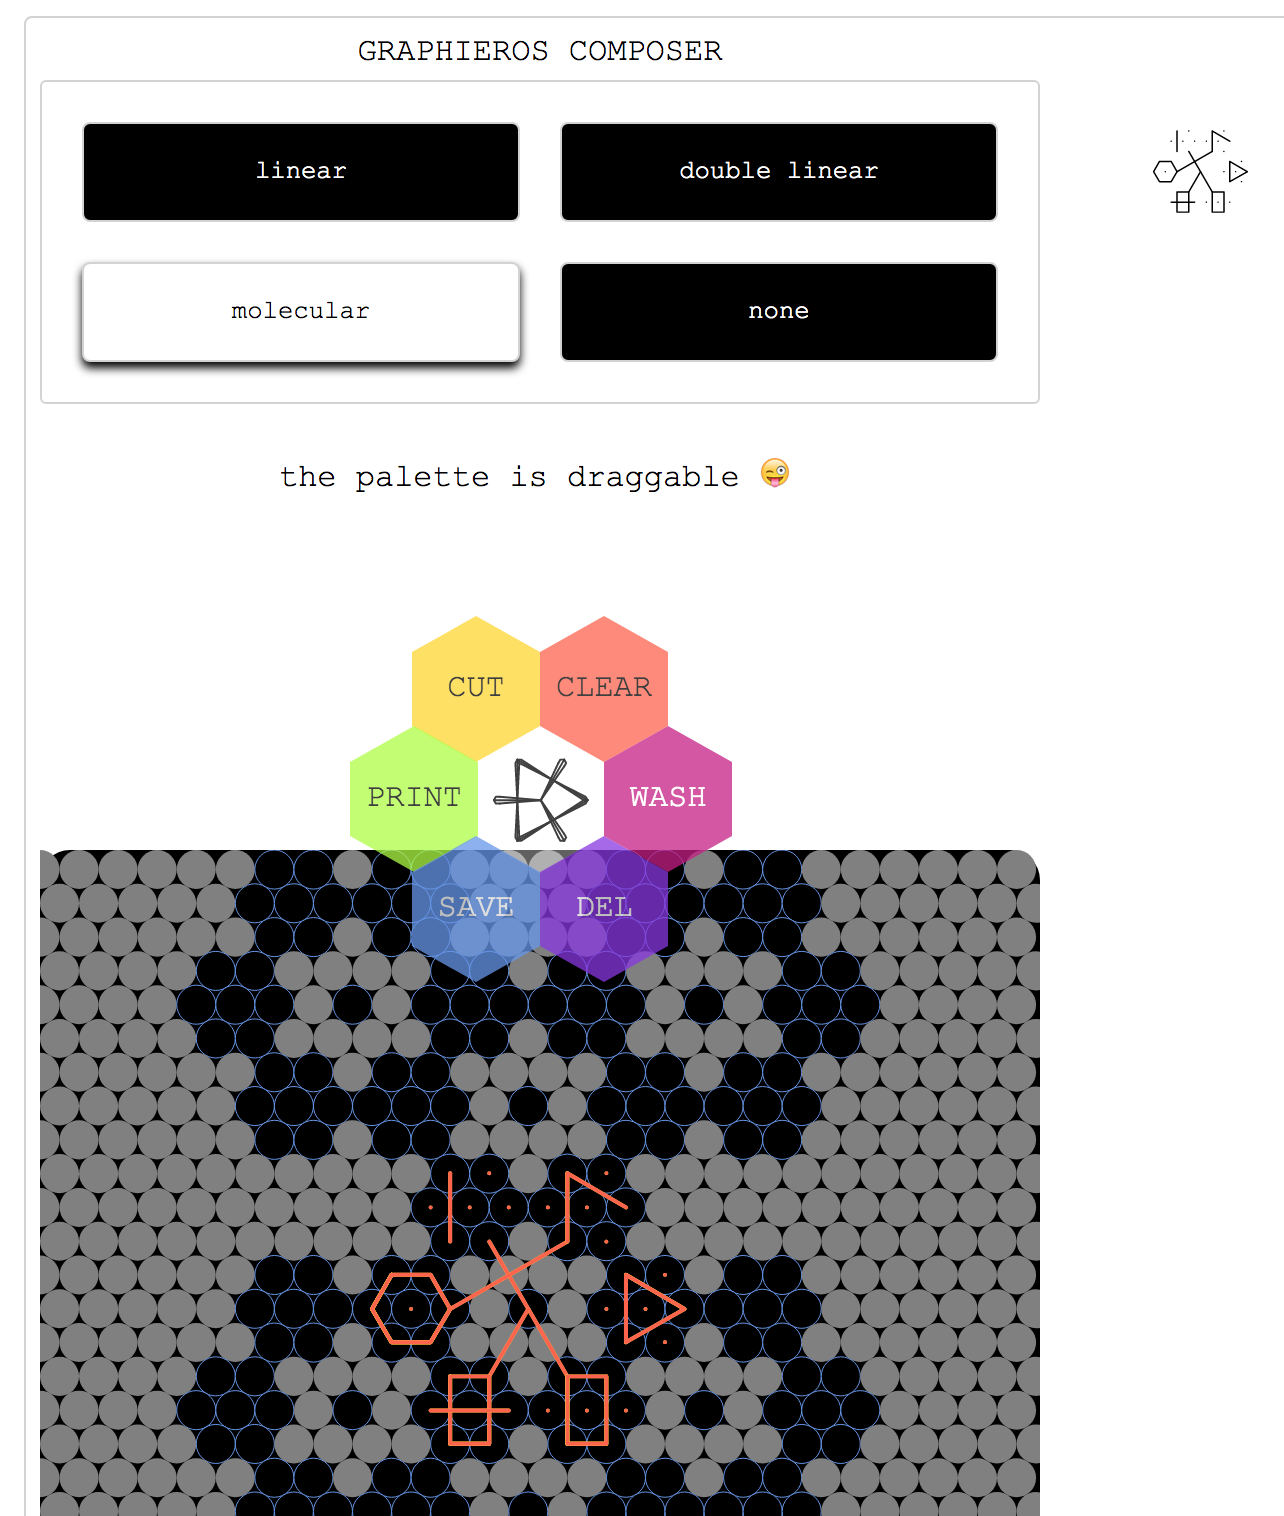 GRAPHIEROS COMPOSER
linear
double linear
molecular
none
the palette is draggable 😜
CUT
CLEAR
PRINT
WASH
SAVE
DEL